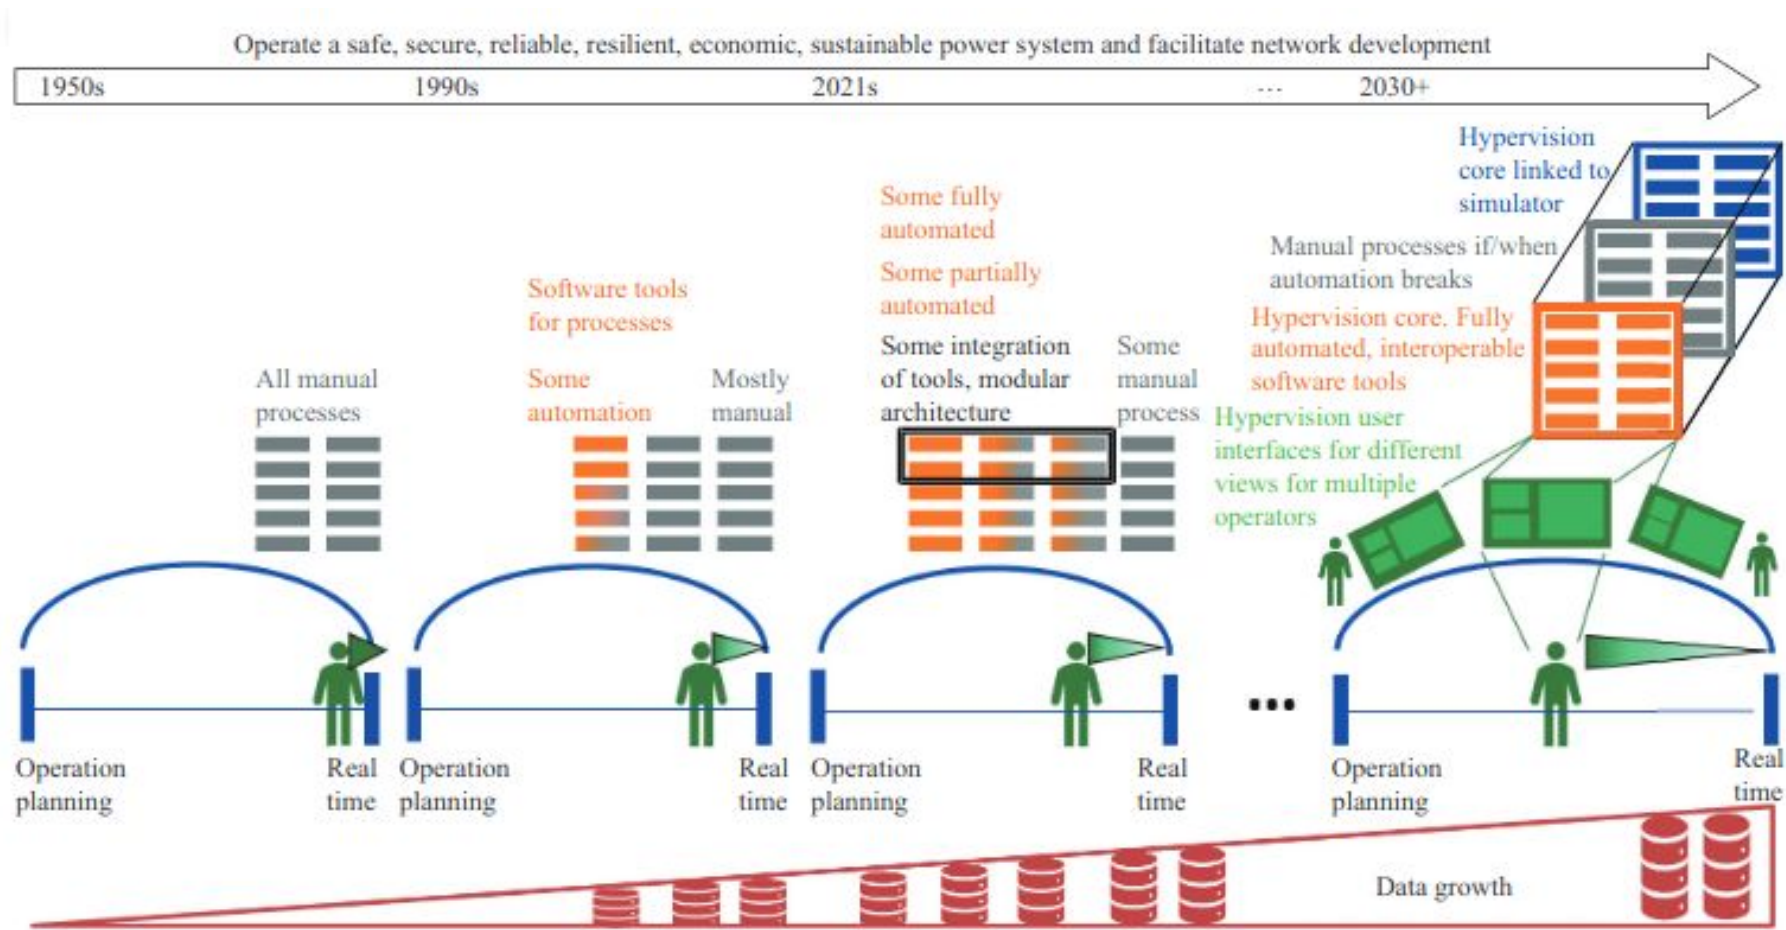 Operate a safe, secure, reliable, resilient, economic, sustainable power system and facilitate network development
1950s
1990s
2021s
...
2030+
All manual
processes
Software tools
for processes
Some
automation
Mostly
manual
Some fully
automated
Some partially
automated
Some integration
of tools, modular
architecture
Some
manual
process
Hypervision
core linked to
simulator
Manual processes if/when
automation breaks
Hypervision core. Fully
automated, interoperable
software tools
Hypervision user
interfaces for different
views for multiple
operators
...
Operation
planning
Real
time
Operation
planning
Real
time
Operation
planning
Real
time
Operation
planning
Real
time
Data growth